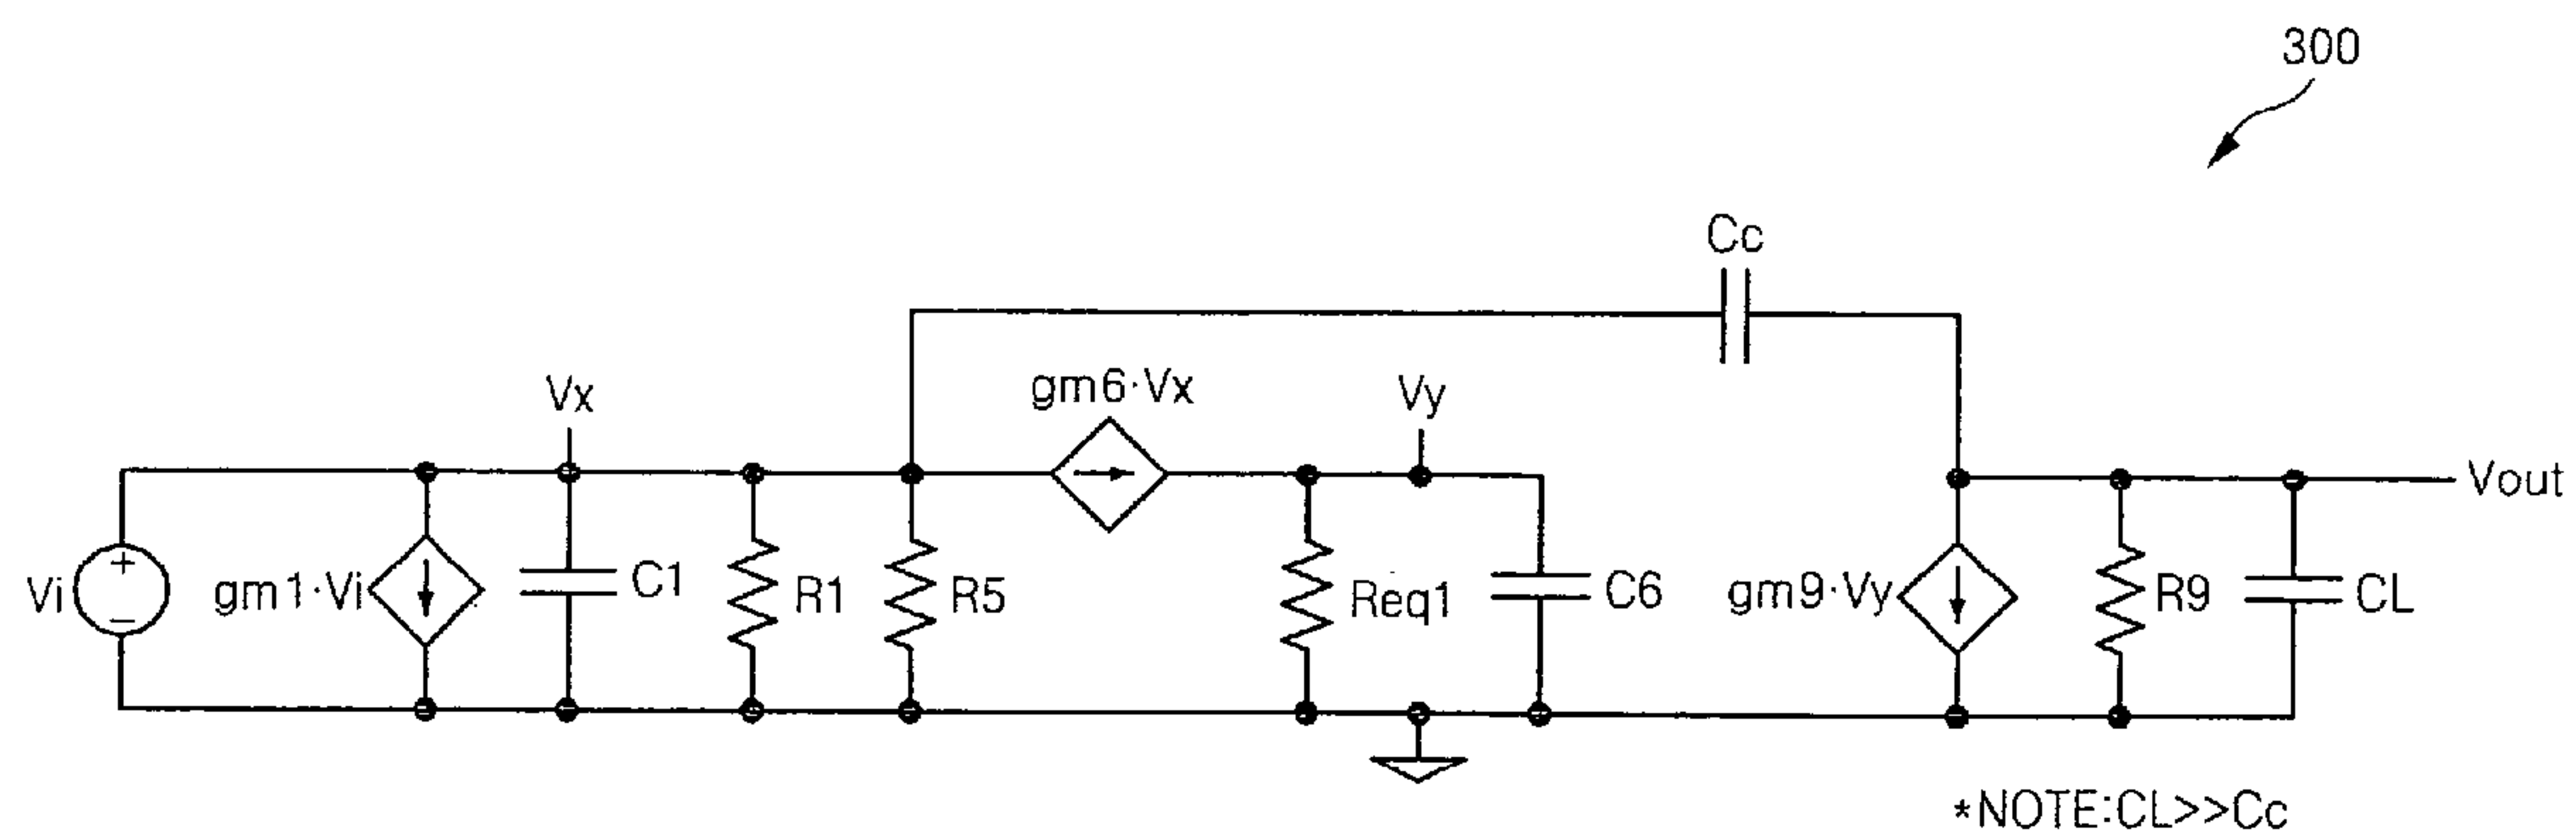 300
Cc
Vx
gm6·Vx
Vy
Vout
Vi
+
−
gm1·Vi
C1
R1
R5
Req1
C6
gm9·Vy
R9
CL
*NOTE:CL>>Cc